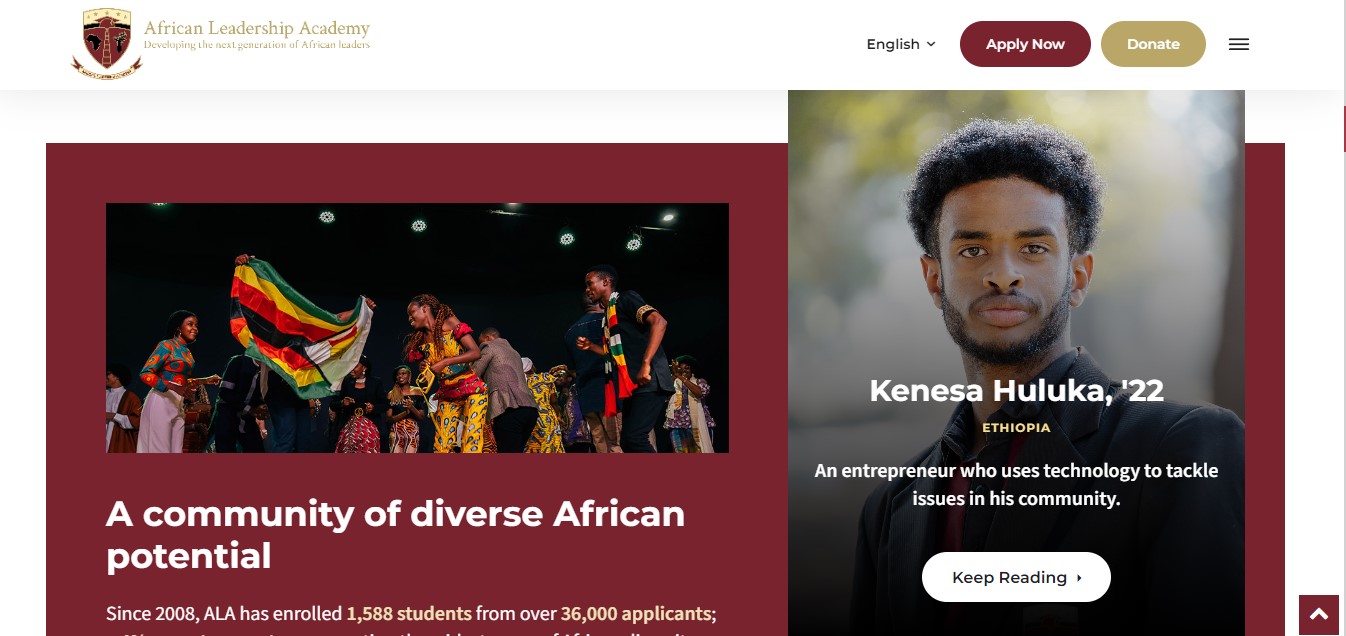 African Leadership Academy
Developing the next generation of African leaders
English
Apply Now
Donate
A community of diverse African
potential
Since 2008, ALA has enrolled 1,588 students from over 36,000 applicants;
Kenesa Huluka, '22
ETHIOPIA
An entrepreneur who uses technology to tackle
issues in his community.
Keep Reading